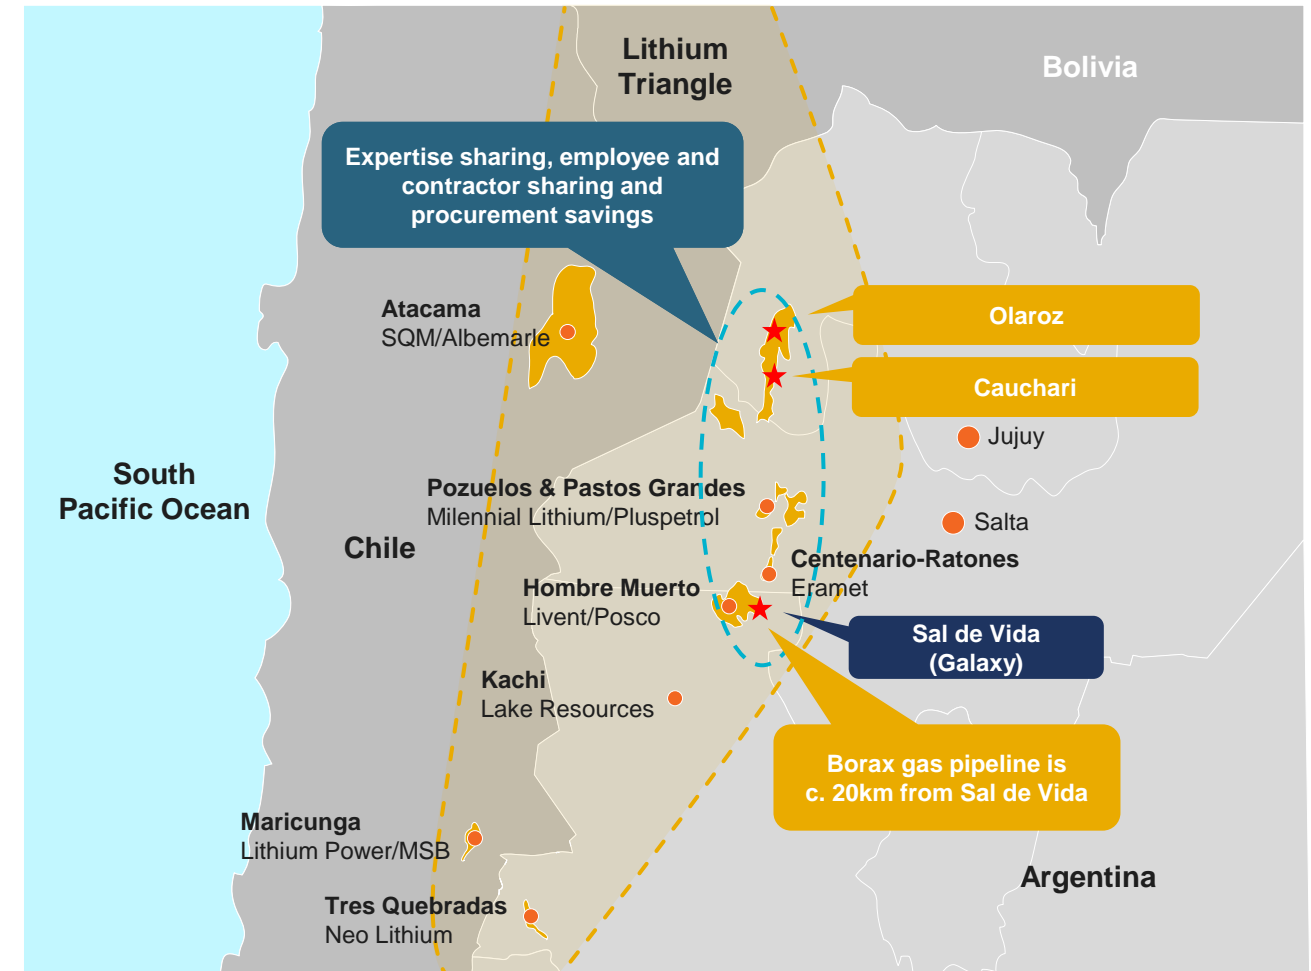 Lithium
Triangle
Bolivia
Expertise sharing, employee and
contractor sharing and
procurement savings
Atacama
SQM/Albemarle
Olaroz
Cauchari
Jujuy
South
Pacific Ocean
Pozuelos & Pastos Grandes
Milennial Lithium/Pluspetrol
Salta
Chile
Centenario-Ratones
Eramet
Hombre Muerto
Livent/Posco
Sal de Vida
(Galaxy)
Kachi
Lake Resources
Borax gas pipeline is
c. 20km from Sal de Vida
Maricunga
Lithium Power/MSB
Argentina
Tres Quebradas
Neo Lithium